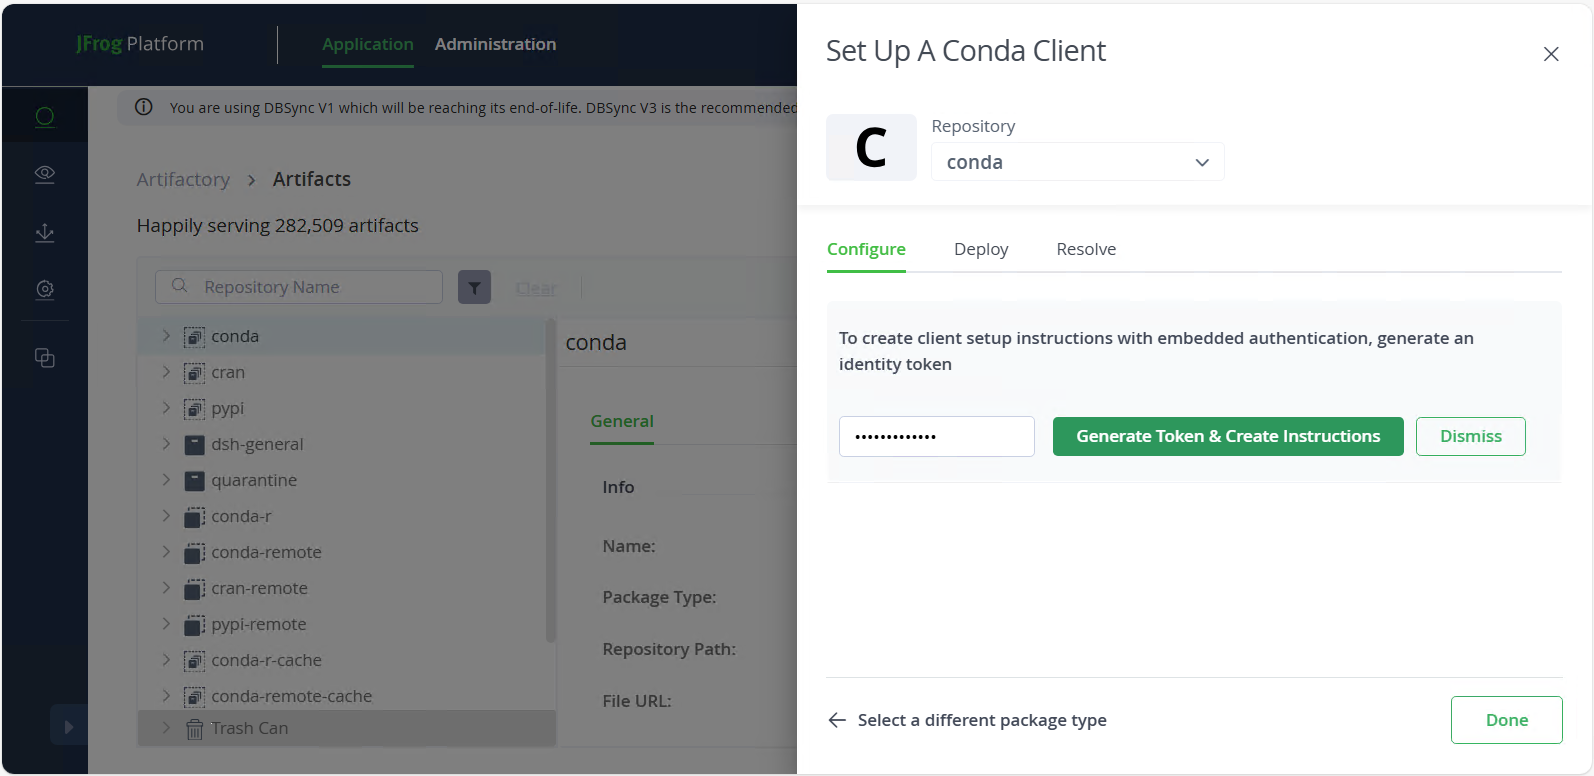 JFrog Platform
Application
Administration
You are using DBSync V1 which will be reaching its end-of-life. DBSync V3 is the recommended
Artifactory > Artifacts
Happily serving 282,509 artifacts
Repository Name
Clear
conda
cran
pypi
dsh-general
quarantine
conda-r
conda-remote
cran-remote
pypi-remote
conda-r-cache
conda-remote-cache
Trash Can
conda
General
Info
Name:
Package Type:
Repository Path:
File URL:
Set Up A Conda Client
C
Repository
conda
Configure
Deploy
Resolve
To create client setup instructions with embedded authentication, generate an
identity token
•••••••••••••
Generate Token & Create Instructions
Dismiss
Select a different package type
Done